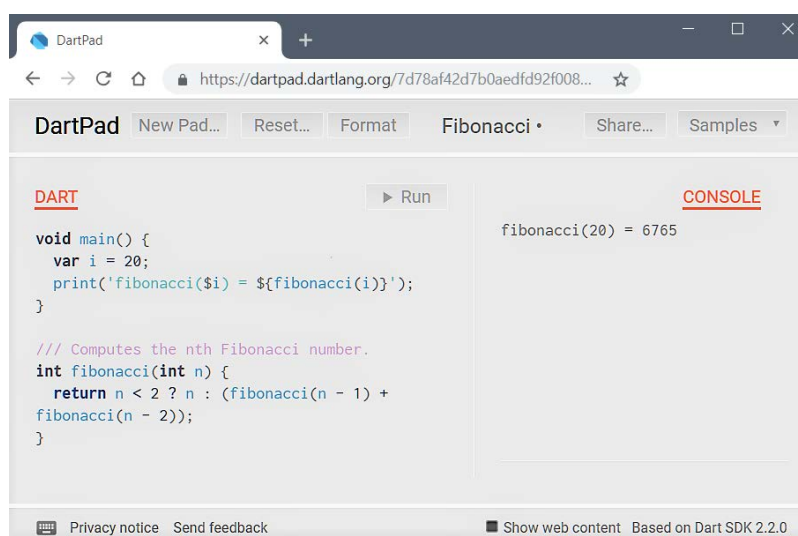 DartPad
https://dartpad.dartlang.org/7d78af42d7b0aedfd92f008...
DartPad New Pad... Reset... Format Fibonacci • Share... Samples
DART
Run
CONSOLE
void main() {
  var i = 20;
  print('fibonacci($i) = ${fibonacci(i)}');
}
/// Computes the nth Fibonacci number.
int fibonacci(int n) {
  return n < 2 ? n : (fibonacci(n - 1) +
fibonacci(n - 2));
}
fibonacci(20) = 6765
Privacy notice Send feedback Show web content Based on Dart SDK 2.2.0